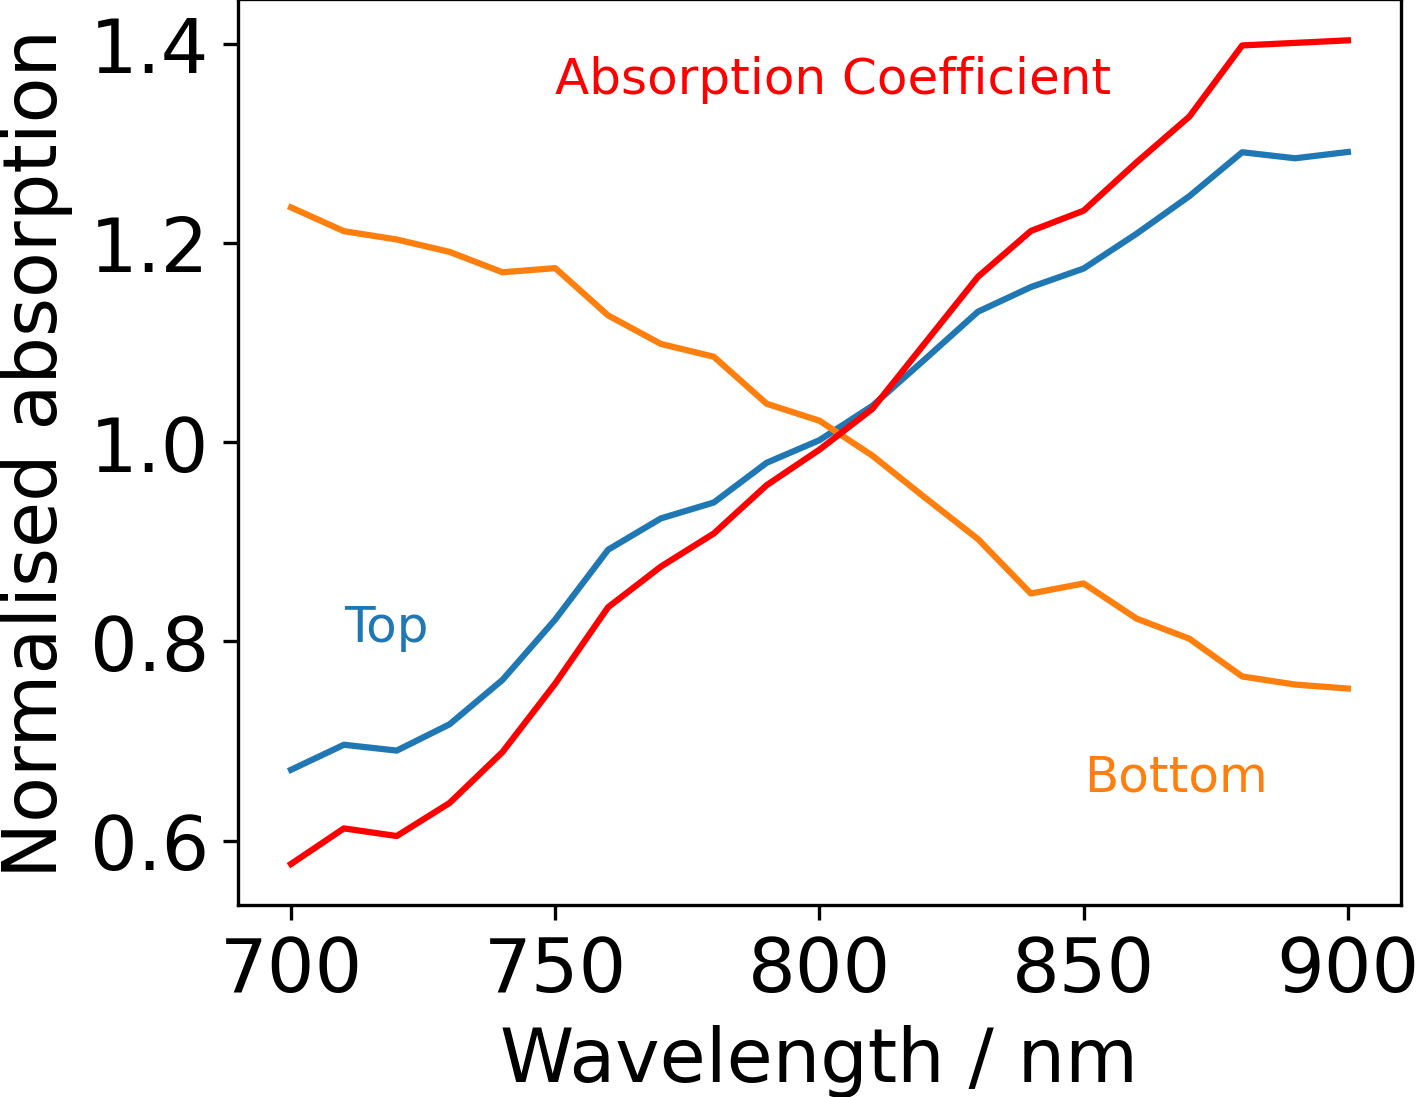 Normalised absorption
1.4
1.2
1.0
0.8
0.6
Absorption Coefficient
Top
Bottom
700 750 800 850 900
Wavelength / nm